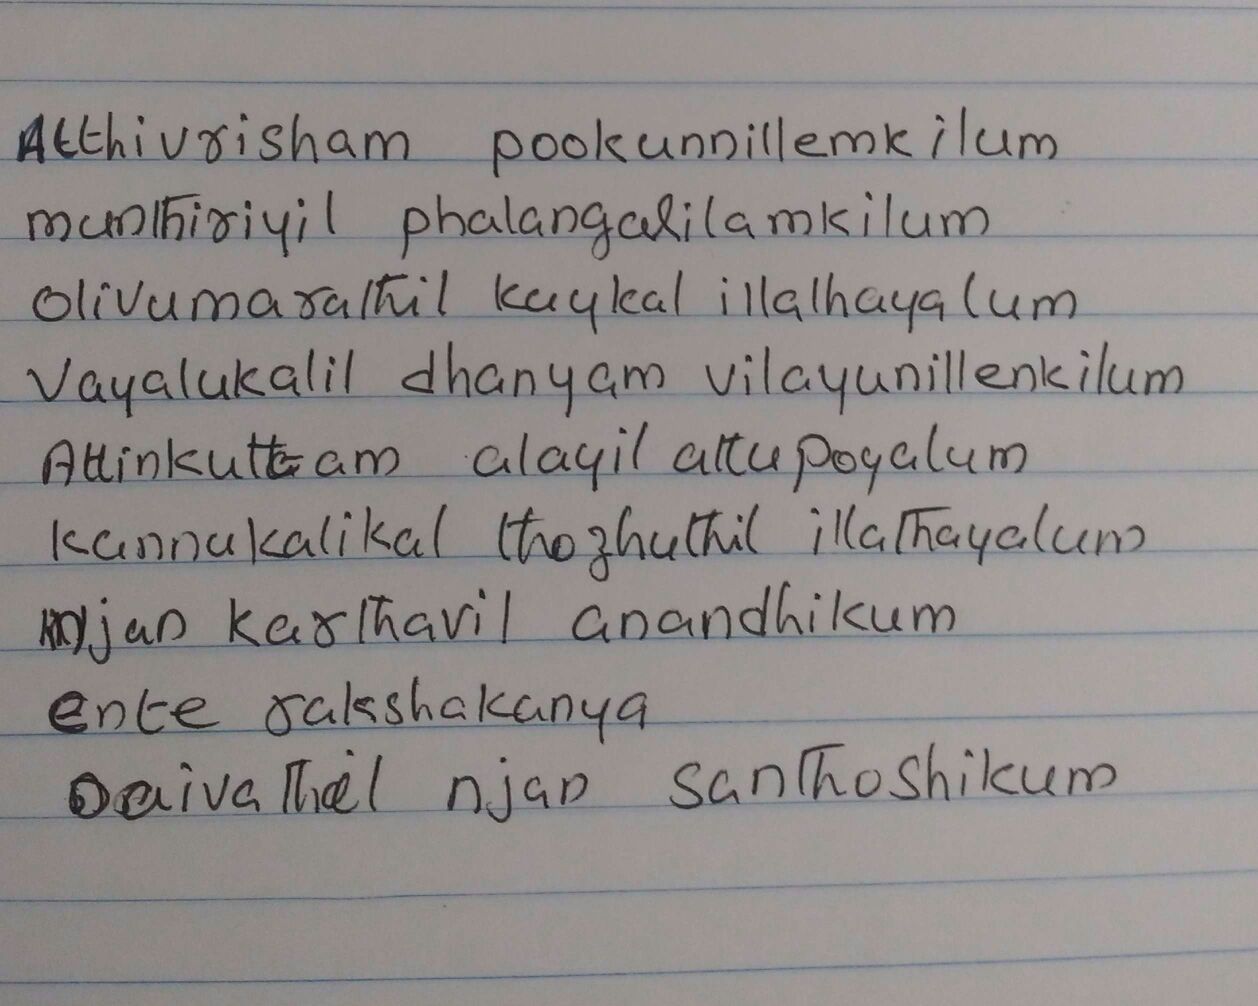 Atthivrisham pookunnillemkilum
munthiriyil phalangalilamkilum
Olivumarathil kaykal illathayalum
Vayalukalil dhanyam vilayunillenkilum
Attinkuttam alayil attupoyalum
kannukalikal thozhuthil illathayalum
njan karthavil anandhikum
ente rakshakanya
Daivathil njan santhoshikum